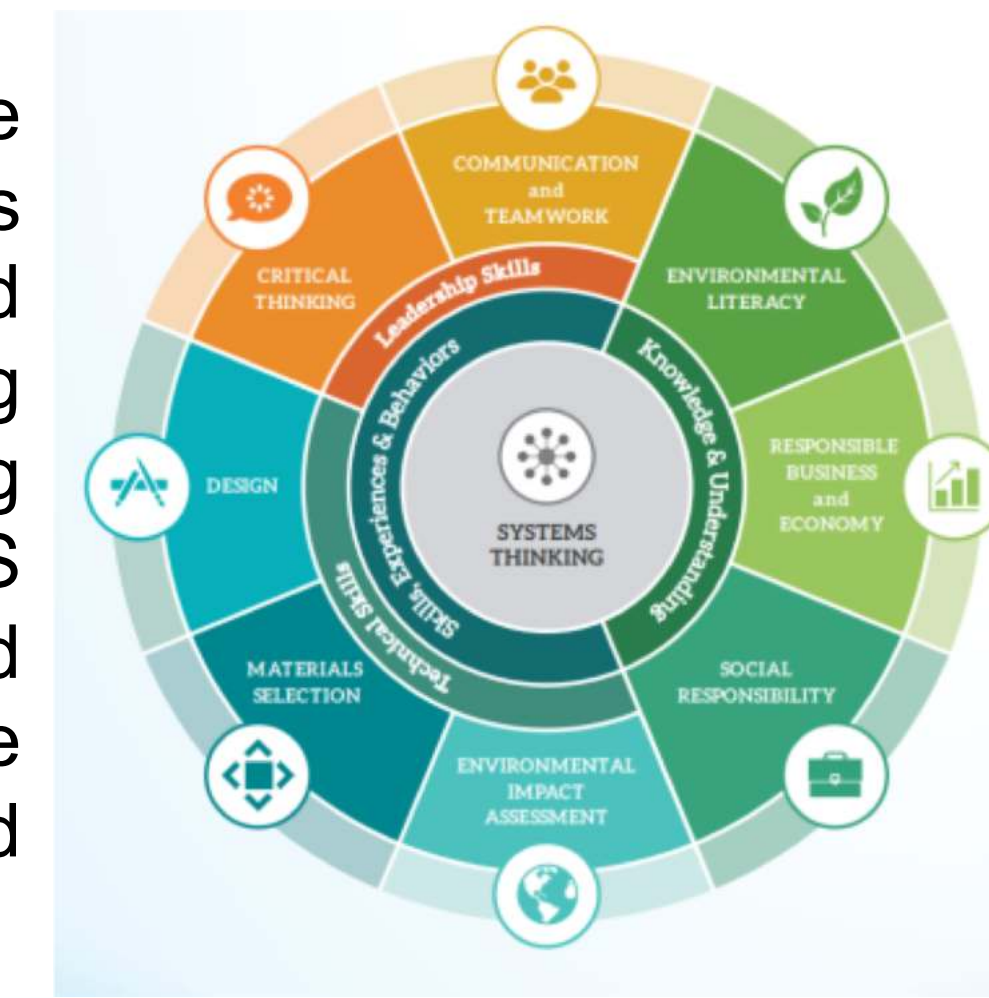 e
s
d
g
g
S
d
e
d
COMMUNICATION
and
TEAMWORK
ENVIRONMENTAL
LITERACY
RESPONSIBLE
BUSINESS
and
ECONOMY
SOCIAL
RESPONSIBILITY
ENVIRONMENTAL
IMPACT
ASSESSMENT
MATERIALS
SELECTION
DESIGN
CRITICAL
THINKING
Leadership Skills
Technical Skills
Skills, Experiences & Behaviors
Knowledge & Understanding
SYSTEMS
THINKING